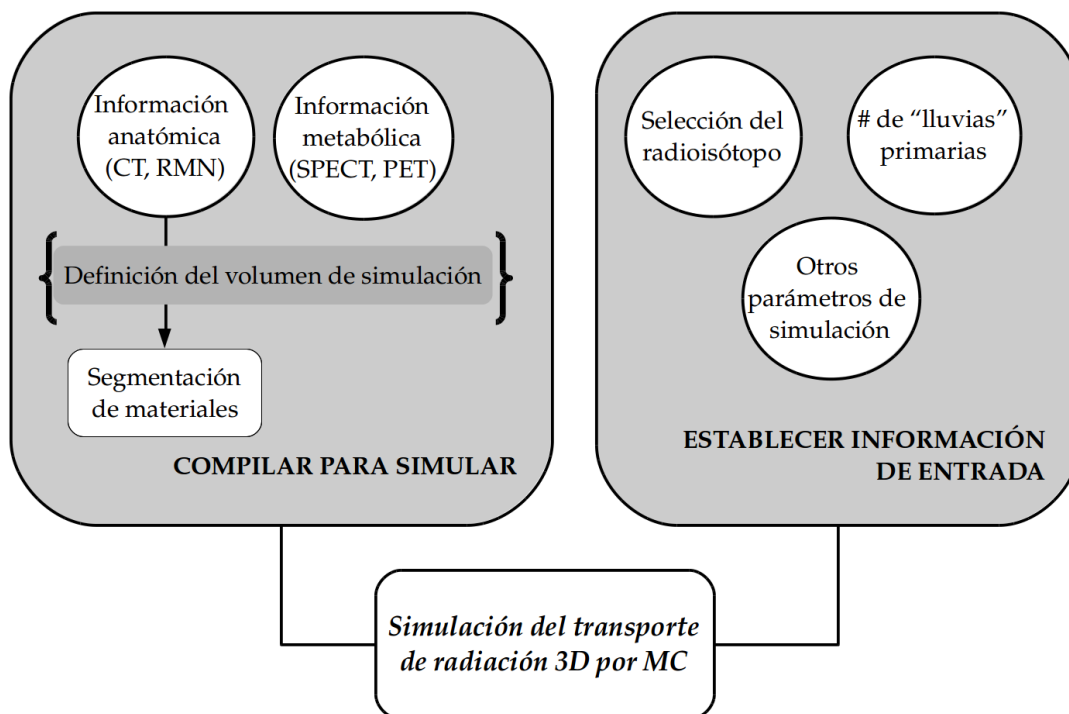 Información
anatómica
(CT, RMN)
Información
metabólica
(SPECT, PET)
Definición del volumen de simulación
Segmentación
de materiales
COMPILAR PARA SIMULAR
Selección del
radioisótopo
# de “lluvias”
primarias
Otros
parámetros de
simulación
ESTABLECER INFORMACIÓN
DE ENTRADA
Simulación del transporte
de radiación 3D por MC